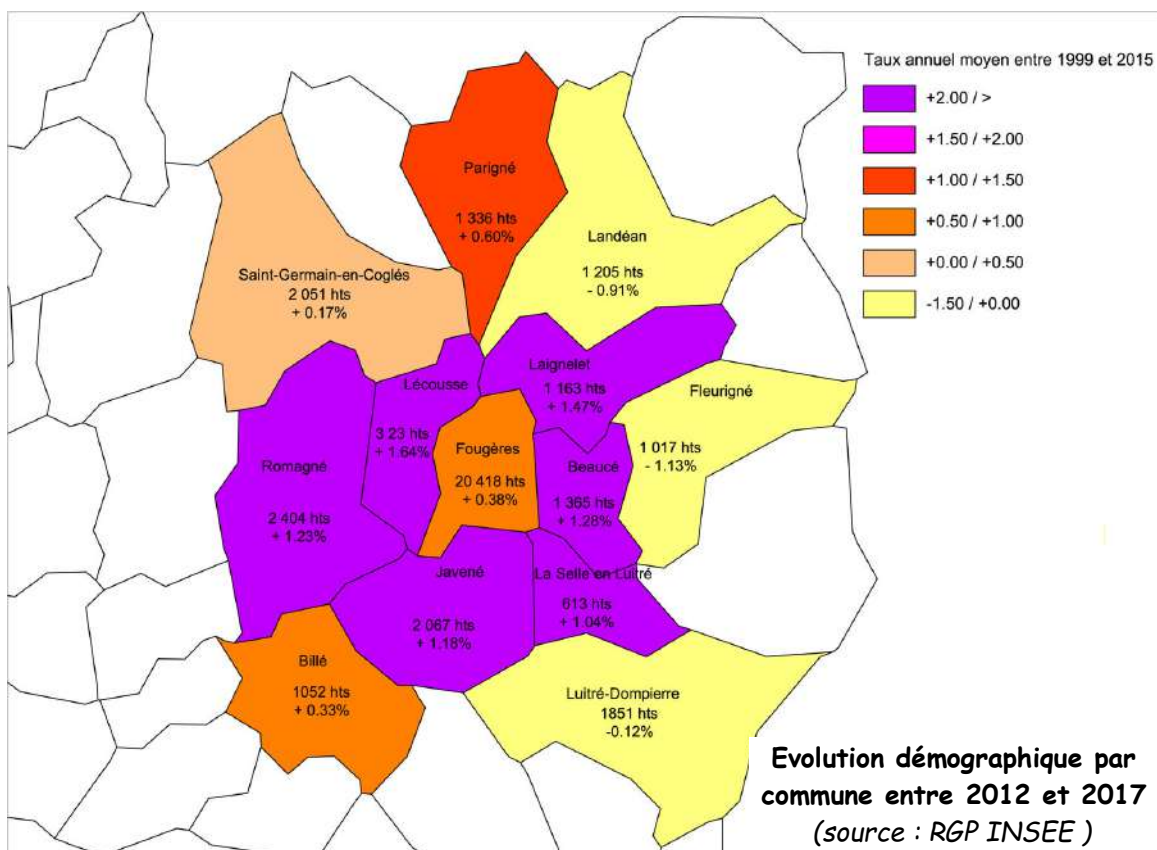 Taux annuel moyen entre 1999 et 2015
+2.00 / >
+1.50 / +2.00
+1.00 / +1.50
+0.50 / +1.00
+0.00 / +0.50
-1.50 / +0.00
Parigné
1 336 hts
+ 0.60%
Landéan
1 205 hts
- 0.91%
Saint-Germain-en-Coglés
2 051 hts
+ 0.17%
Laignelet
1 163 hts
+ 1.47%
Lécousse
3 23 hts
+ 1.64%
Fleurigné
1 017 hts
- 1.13%
Fougères
20 418 hts
+ 0.38%
Romagné
2 404 hts
+ 1.23%
Beaucé
1 365 hts
+ 1.28%
Javené
2 067 hts
+ 1.18%
La Selle en Luitré
613 hts
+ 1.04%
Billé
1052 hts
+ 0.33%
Luitré-Dompierre
1851 hts
-0.12%
Evolution démographique par
commune entre 2012 et 2017
(source : RGP INSEE )